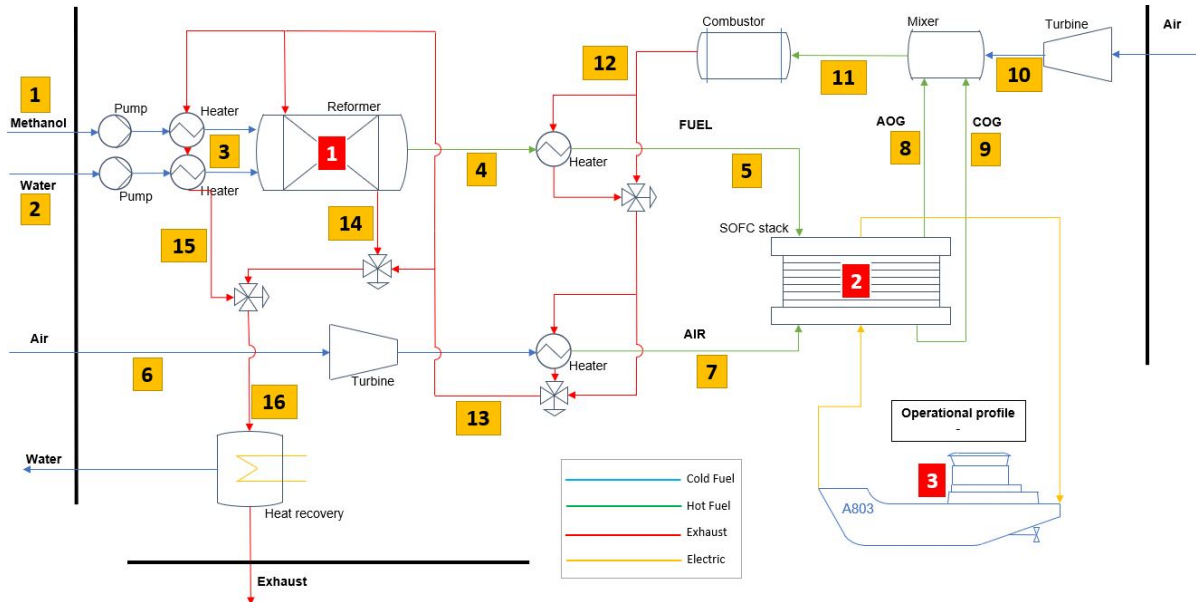 Combustor
Mixer
Turbine
Air
12
11
10
1
Methanol
Pump
Heater
Reformer
3
1
4
FUEL
Heater
5
AOG
8
COG
9
Water
2
Pump
Heater
15
14
SOFC stack
2
Air
6
Turbine
Heater
AIR
7
13
16
Operational profile
-
Water
Heat recovery
Cold Fuel
Hot Fuel
Exhaust
Electric
3
A803
Exhaust